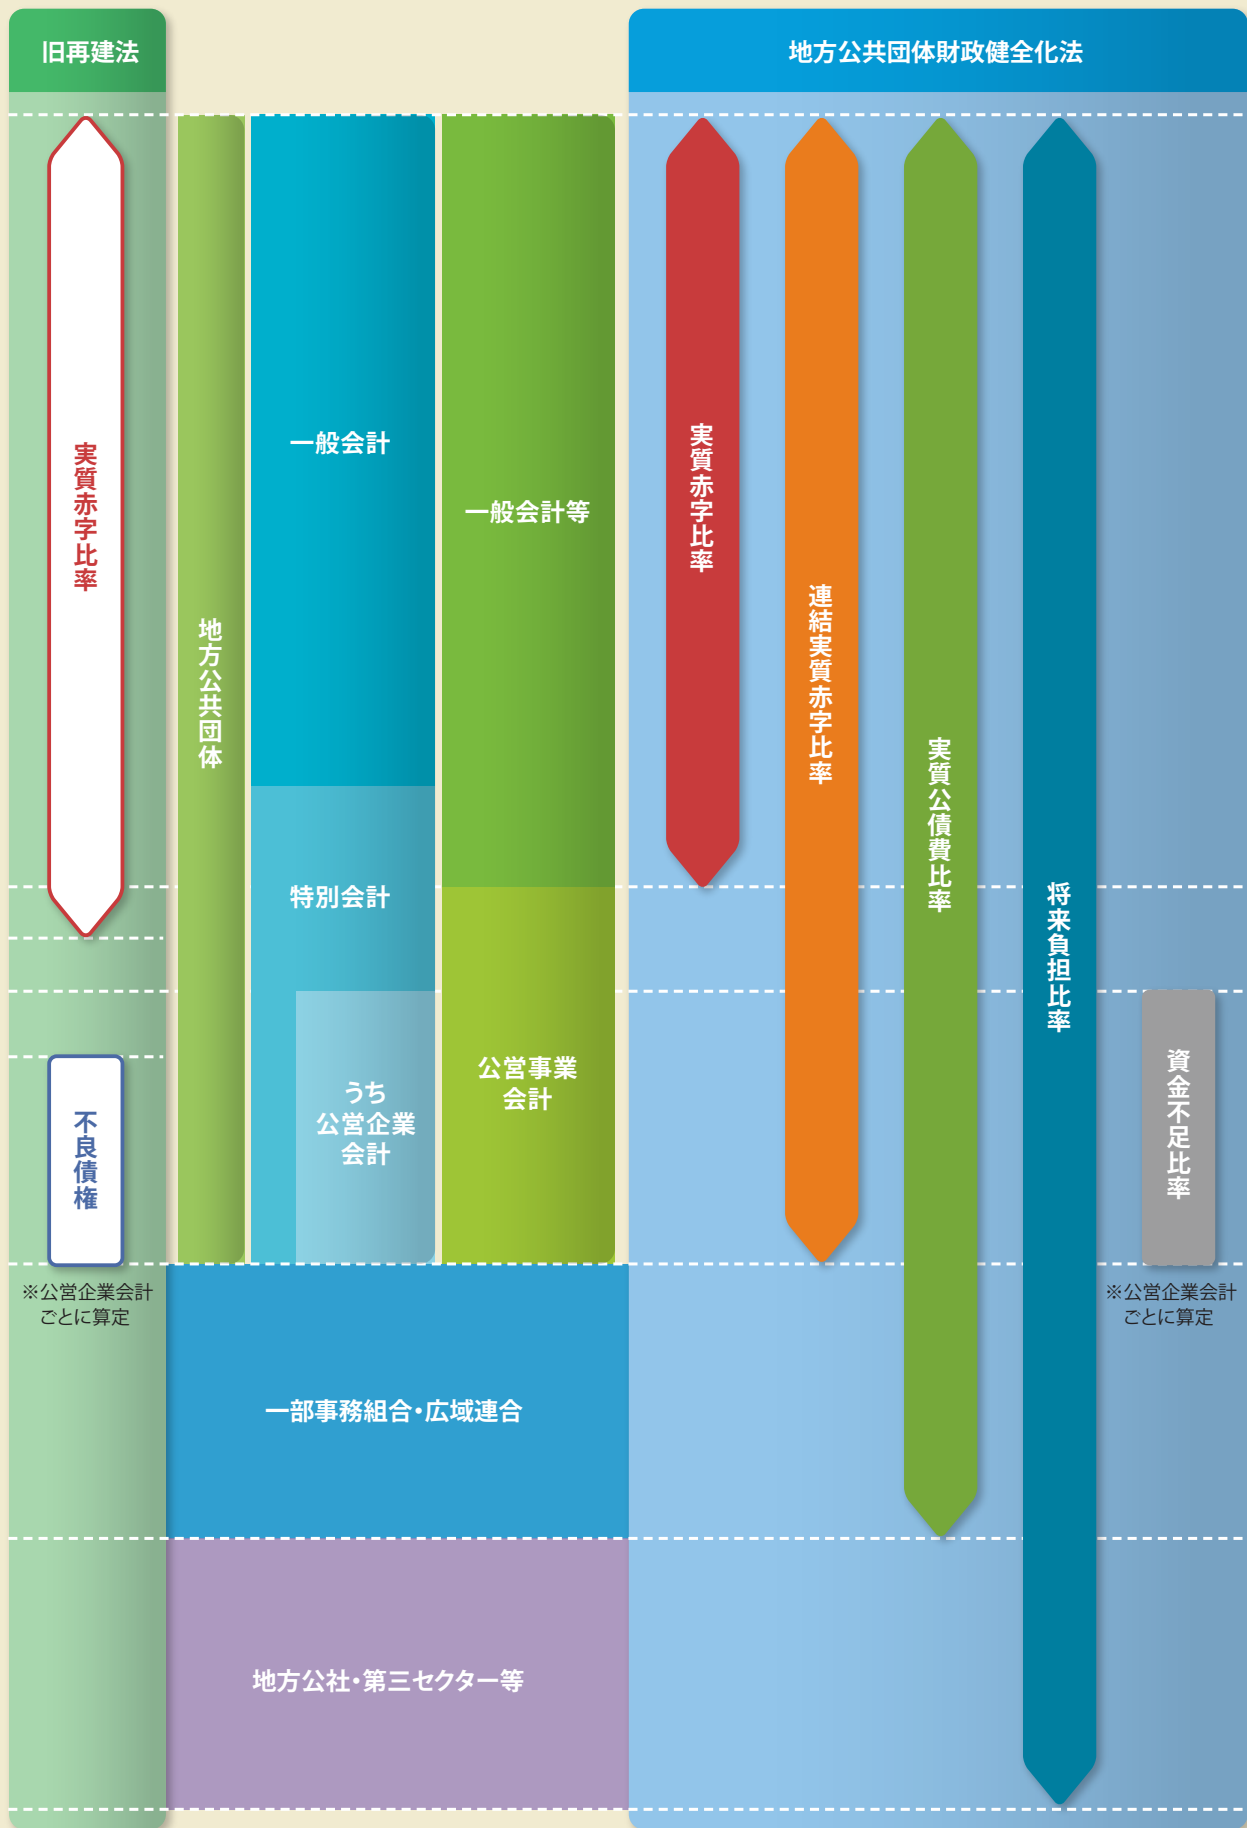 旧再建法
地方公共団体財政健全化法
実質赤字比率
不良債権
※公営企業会計
ごとに算定
地方公共団体
一般会計
特別会計
うち
公営企業
会計
一般会計等
公営事業
会計
一部事務組合・広域連合
地方公社・第三セクター等
実質赤字比率
連結実質赤字比率
実質公債費比率
将来負担比率
資金不足比率
※公営企業会計
ごとに算定